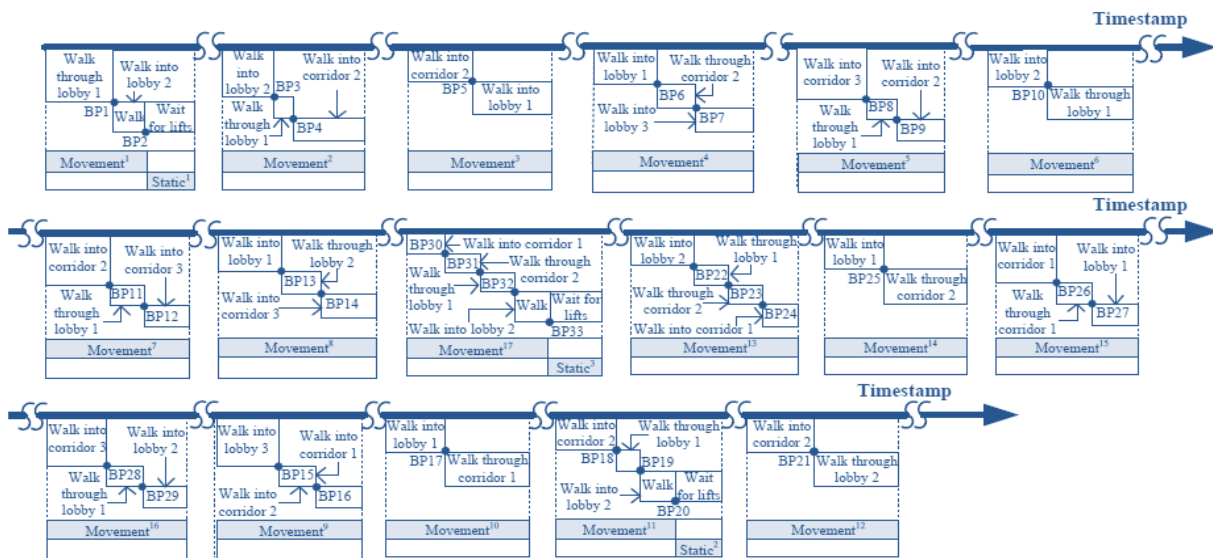 Timestamp
Walk through lobby 1
Walk into lobby 2
BP1
Walk
Wait for lifts
BP2
Movement1
Static1
Walk into lobby 2
BP3
Walk into corridor 2
Walk through lobby 1
BP4
Movement2
Walk into corridor 2
BP5
Walk into lobby 1
Movement3
Walk into lobby 1
Walk through corridor 2
BP6
Walk into lobby 3
BP7
Movement4
Walk into corridor 3
Walk into corridor 2
BP8
Walk through lobby 1
BP9
Movement5
Walk into lobby 2
BP10
Walk through lobby 1
Movement6
Timestamp
Walk into corridor 2
Walk into corridor 3
BP11
Walk through lobby 1
BP12
Movement7
Walk into lobby 1
Walk through lobby 2
BP13
Walk into corridor 3
BP14
Movement8
BP30
Walk into corridor 1
BP31
Walk through corridor 2
Walk through lobby 1
BP32
Walk
Wait for lifts
Walk into lobby 2
BP33
Movement17
Static3
Walk into lobby 2
Walk through lobby 1
BP22
Walk through corridor 2
BP23
Walk into corridor 1
BP24
Movement13
Walk into lobby 1
BP25
Walk through corridor 2
Movement14
Walk into corridor 1
Walk into lobby 1
BP26
Walk through corridor 1
BP27
Movement15
Timestamp
Walk into corridor 3
Walk into lobby 2
BP28
Walk through lobby 1
BP29
Movement16
Walk into lobby 3
Walk into corridor 1
BP15
Walk into corridor 2
BP16
Movement9
Walk into lobby 1
BP17
Walk through corridor 1
Movement10
Walk into corridor 2
Walk through lobby 1
BP18
BP19
Walk into lobby 2
Walk
Wait for lifts
BP20
Movement11
Static2
Walk into corridor 2
BP21
Walk through lobby 2
Movement12